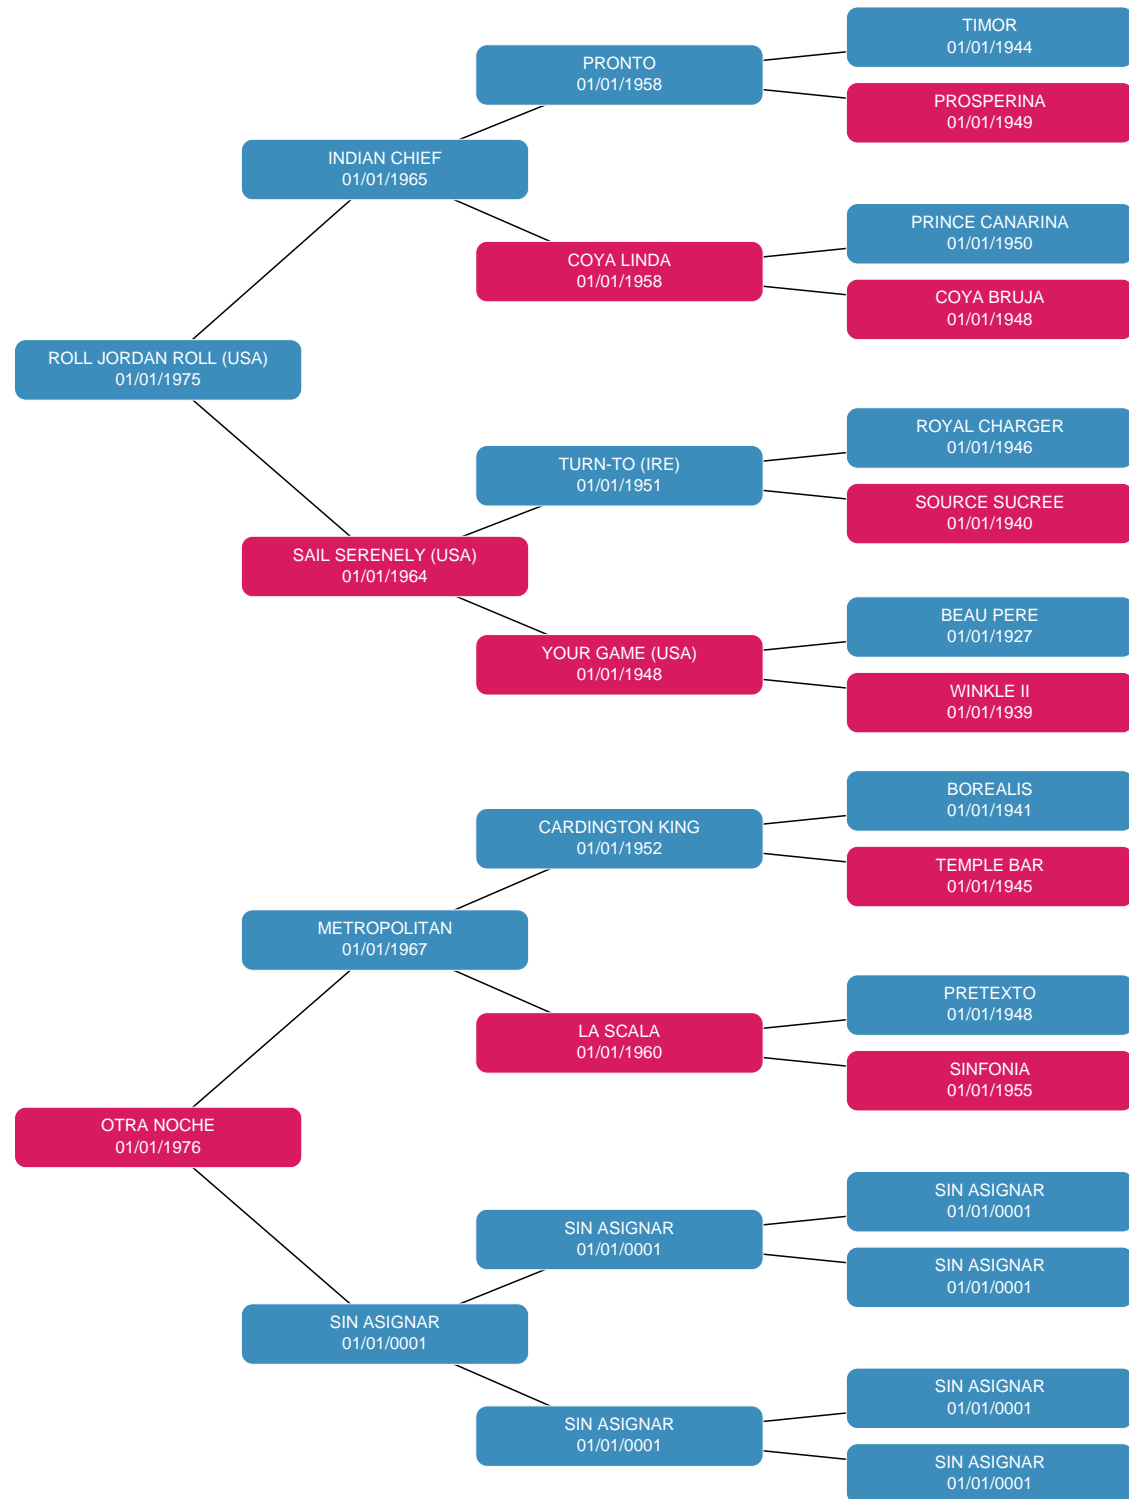 TIMOR
01/01/1944
PRONTO
01/01/1958
PROSPERINA
01/01/1949
INDIAN CHIEF
01/01/1965
PRINCE CANARINA
01/01/1950
COYA LINDA
01/01/1958
COYA BRUJA
01/01/1948
ROLL JORDAN ROLL (USA)
01/01/1975
ROYAL CHARGER
01/01/1946
TURN-TO (IRE)
01/01/1951
SOURCE SUCREE
01/01/1940
SAIL SERENELY (USA)
01/01/1964
BEAU PERE
01/01/1927
YOUR GAME (USA)
01/01/1948
WINKLE II
01/01/1939
BOREALIS
01/01/1941
CARDINGTON KING
01/01/1952
TEMPLE BAR
01/01/1945
METROPOLITAN
01/01/1967
PRETEXTO
01/01/1948
LA SCALA
01/01/1960
SINFONIA
01/01/1955
OTRA NOCHE
01/01/1976
SIN ASIGNAR
01/01/0001
SIN ASIGNAR
01/01/0001
SIN ASIGNAR
01/01/0001
SIN ASIGNAR
01/01/0001
SIN ASIGNAR
01/01/0001
SIN ASIGNAR
01/01/0001
SIN ASIGNAR
01/01/0001